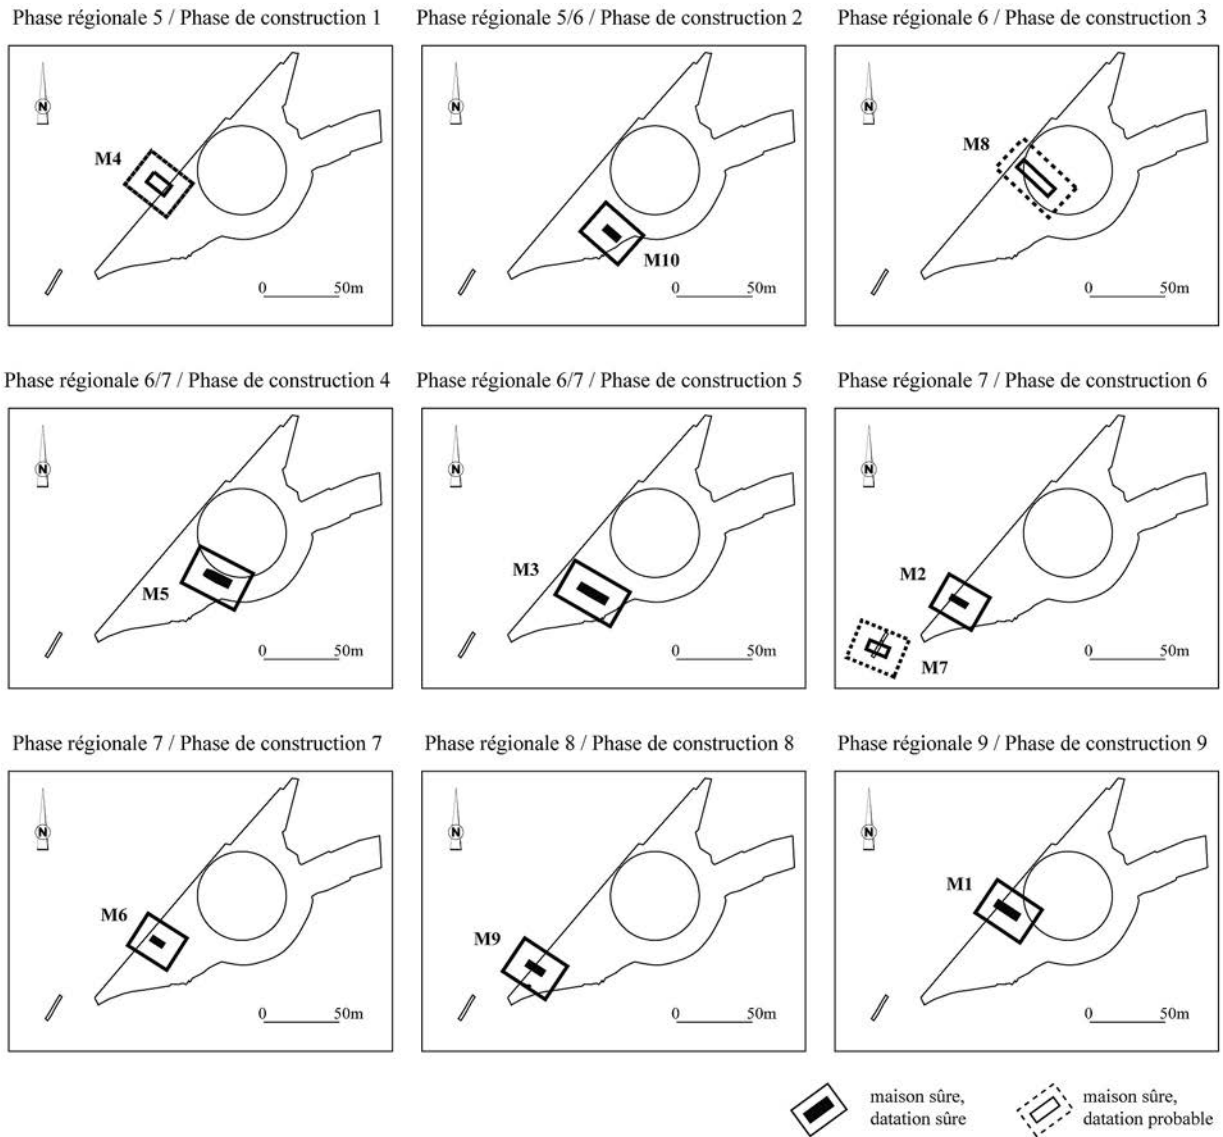 Phase régionale 5 / Phase de construction 1
Phase régionale 5/6 / Phase de construction 2
Phase régionale 6 / Phase de construction 3
N
M4
0 50m
N
M10
0 50m
N
M8
0 50m
Phase régionale 6/7 / Phase de construction 4
Phase régionale 6/7 / Phase de construction 5
Phase régionale 7 / Phase de construction 6
N
M5
0 50m
N
M3
0 50m
N
M2
M7
0 50m
Phase régionale 7 / Phase de construction 7
Phase régionale 8 / Phase de construction 8
Phase régionale 9 / Phase de construction 9
N
M6
0 50m
N
M9
0 50m
N
M1
0 50m
maison sûre,
datation sûre
maison sûre,
datation probable